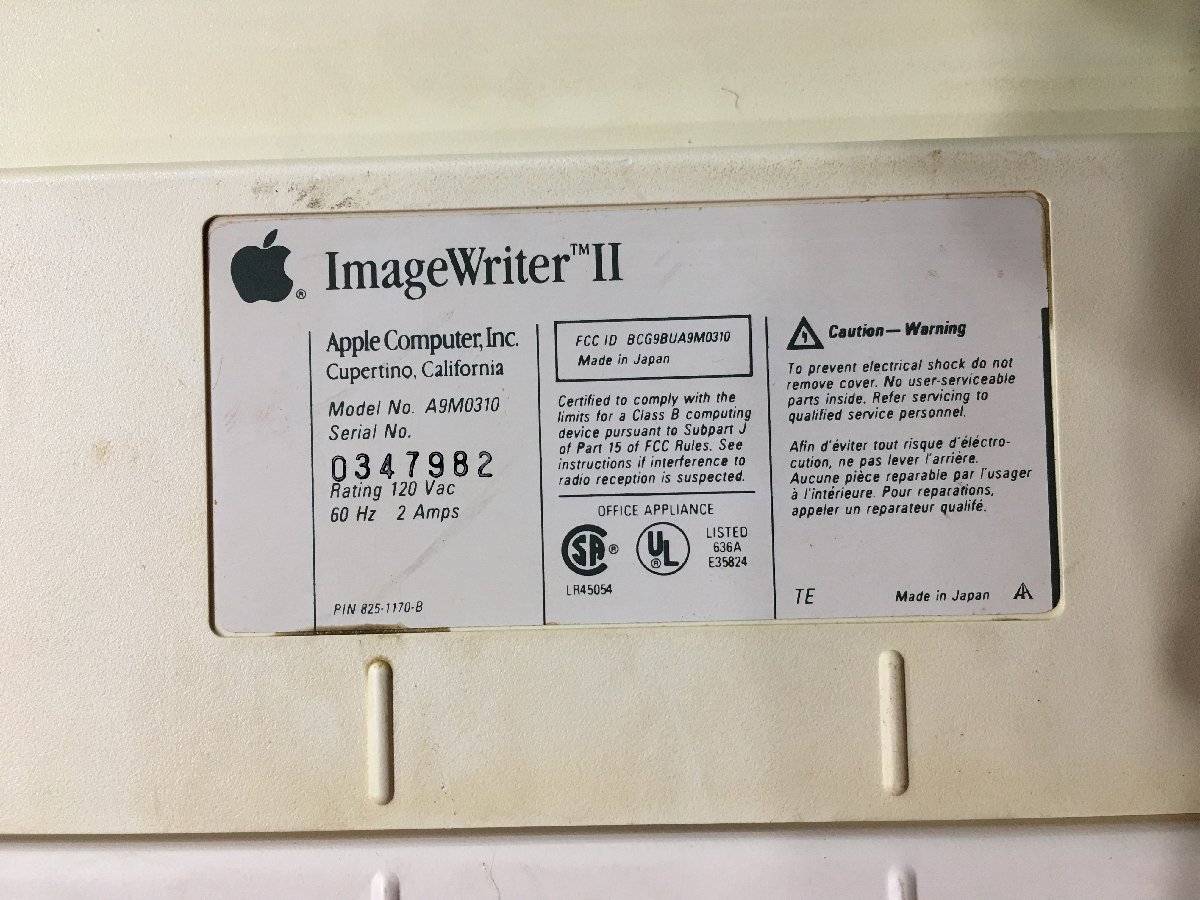 ImageWriter™II
Apple Computer, Inc.
Cupertino, California
Model No. A9M0310
Serial No.
0347982
Rating 120 Vac
60 Hz 2 Amps
P/N 825-1170-B
FCC ID BCG9BUA9M0310
Made in Japan
Certified to comply with the
limits for a Class B computing
device pursuant to Subpart J
of Part 15 of FCC Rules. See
instructions if interference to
radio reception is suspected.
OFFICE APPLIANCE
SA ®
LR45054
UL ®
LISTED
636A
E35824
Caution — Warning
To prevent electrical shock do not
remove cover. No user-serviceable
parts inside. Refer servicing to
qualified service personnel.
Afin d'éviter tout risque d'éléctro-
cution, ne pas lever l'arrière.
Aucune pièce reparable par l'usager
à l'intérieure. Pour reparations,
appeler un reparateur qualifé.
TE
Made in Japan